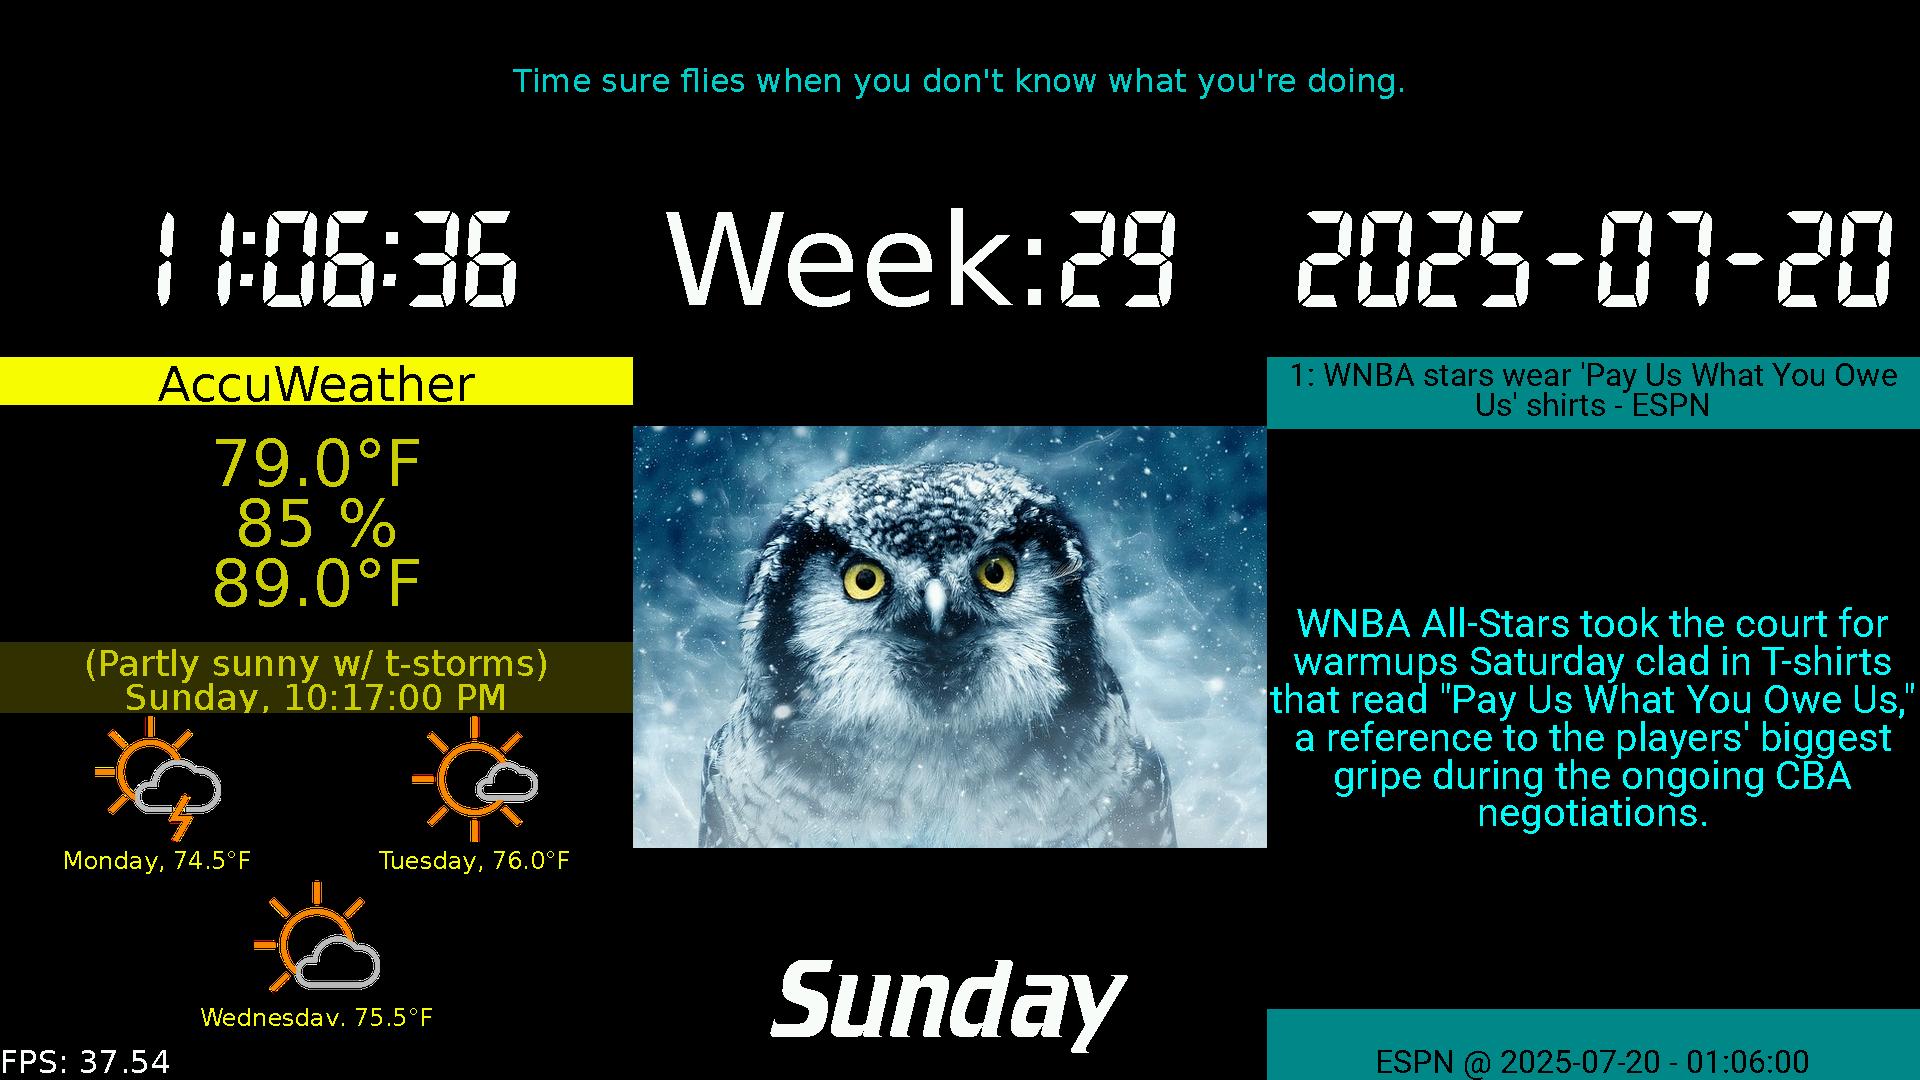 Time sure flies when you don't know what you're doing.
11:06:36
Week:29
2025-07-20
AccuWeather
79.0°F
85 %
89.0°F
(Partly sunny w/ t-storms)
Sunday, 10:17:00 PM
Monday, 74.5°F
Tuesday, 76.0°F
Wednesday. 75.5°F
FPS: 37.54
Sunday
1: WNBA stars wear 'Pay Us What You Owe
Us' shirts - ESPN
WNBA All-Stars took the court for
warmups Saturday clad in T-shirts
that read "Pay Us What You Owe Us,"
a reference to the players' biggest
gripe during the ongoing CBA
negotiations.
ESPN @ 2025-07-20 - 01:06:00